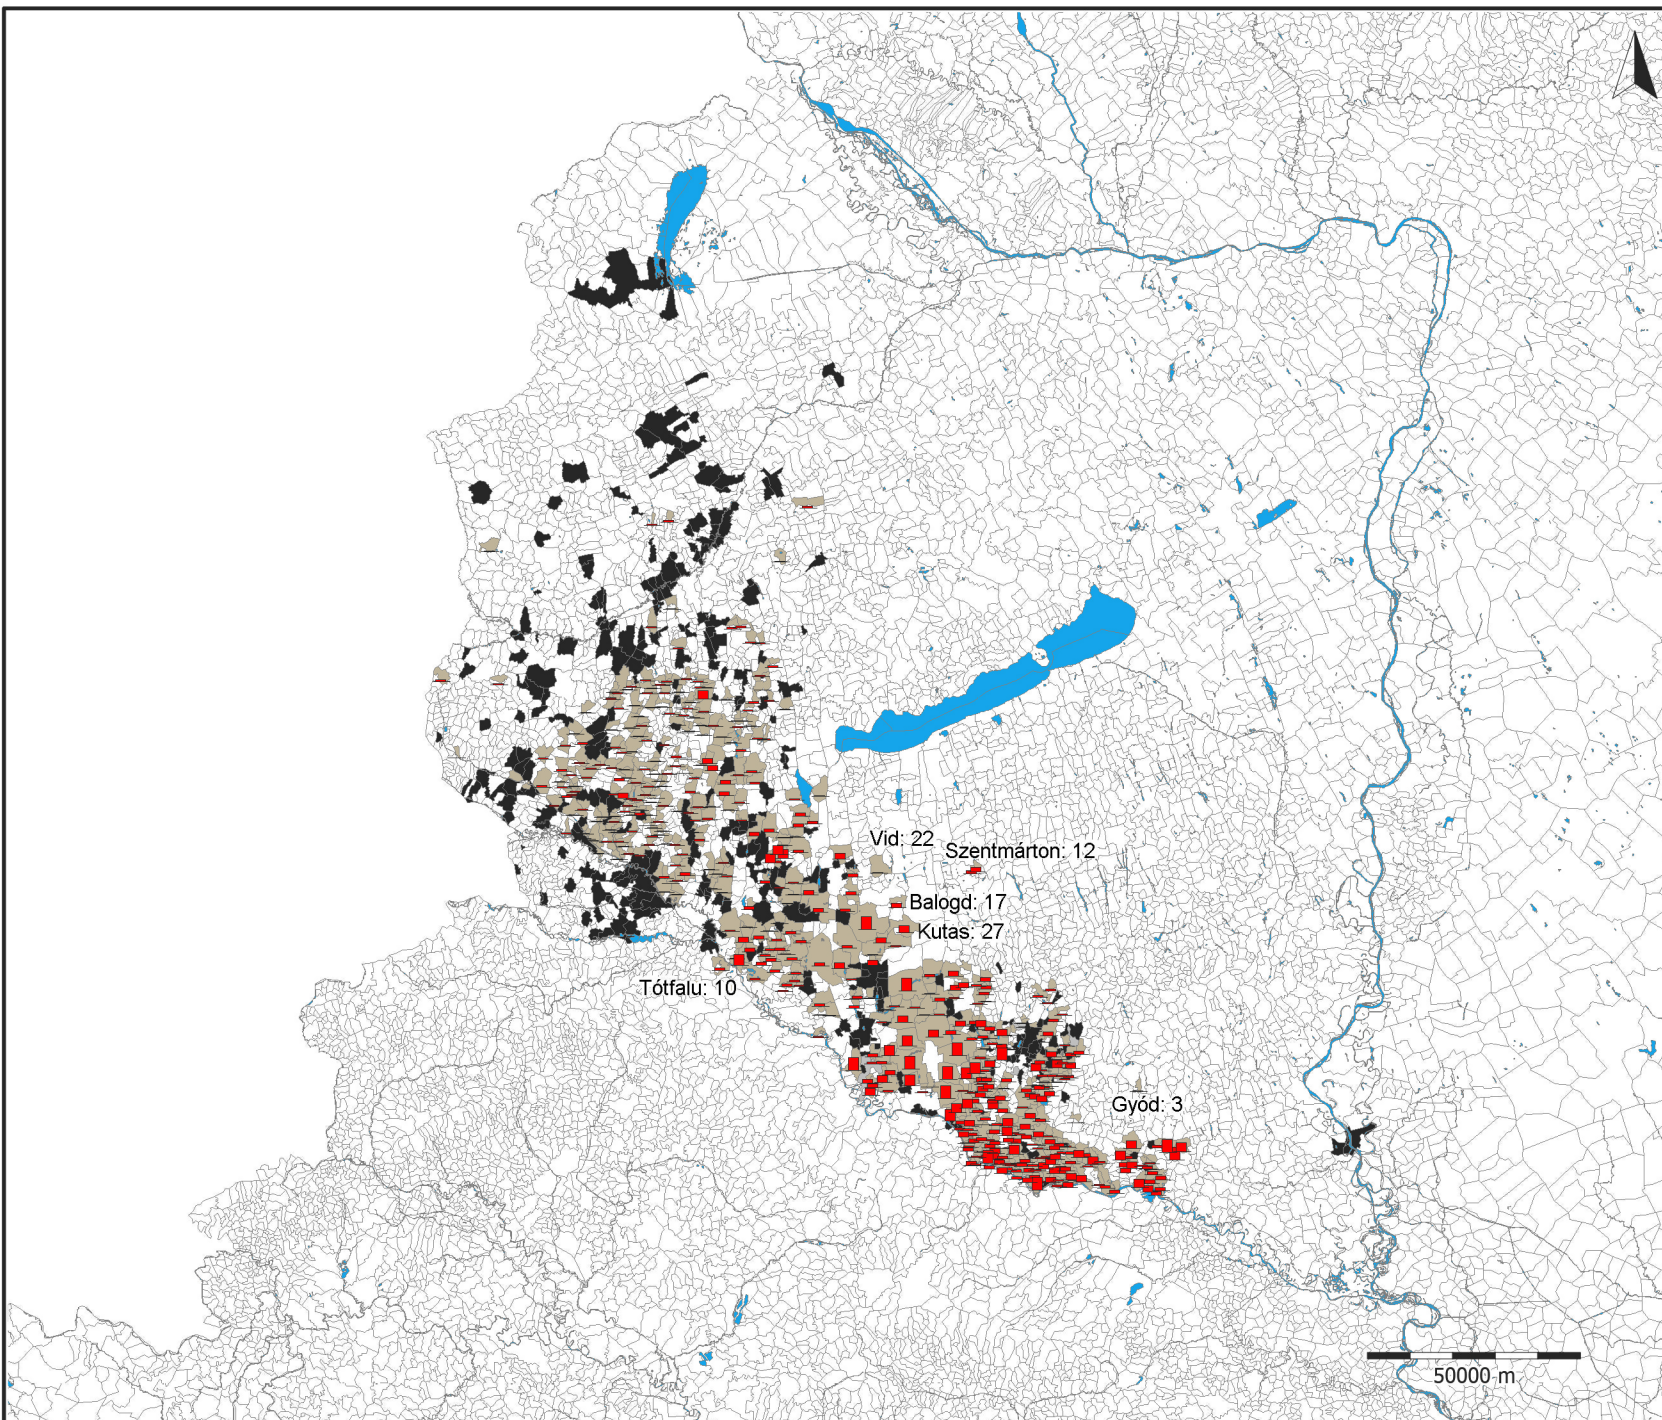 Vid: 22
Szentmárton: 12
Balogd: 17
Kutas: 27
Tótfalu: 10
Gyód: 3
50000 m